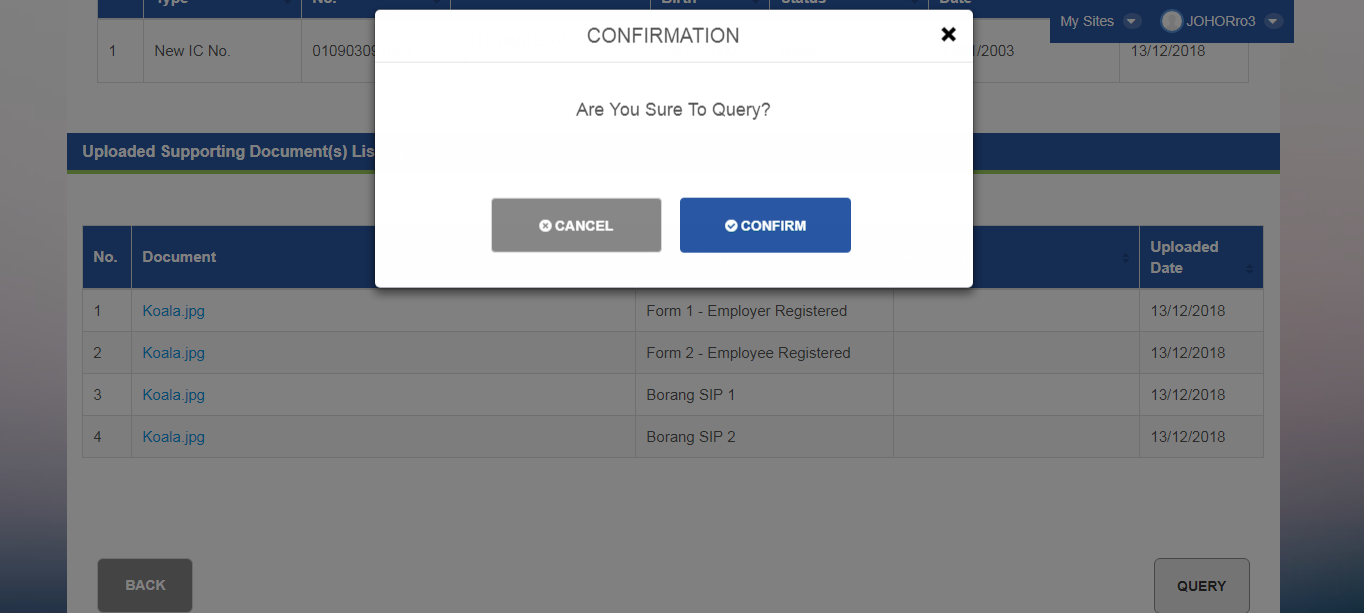 Type No. Birth Status Date
My Sites JOHORro3
1 New IC No. /2003 13/12/2018
CONFIRMATION
Are You Sure To Query?
CANCEL CONFIRM
Uploaded Supporting Document(s) Lis
No. Document Uploaded Date
1 Koala.jpg Form 1 - Employer Registered 13/12/2018
2 Koala.jpg Form 2 - Employee Registered 13/12/2018
3 Koala.jpg Borang SIP 1 13/12/2018
4 Koala.jpg Borang SIP 2 13/12/2018
BACK QUERY